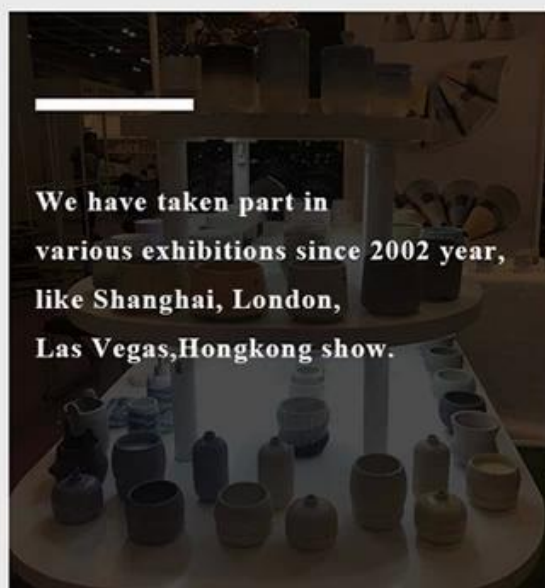 We have taken part in
various exhibitions since 2002 year,
like Shanghai, London,
Las Vegas,Hongkong show.